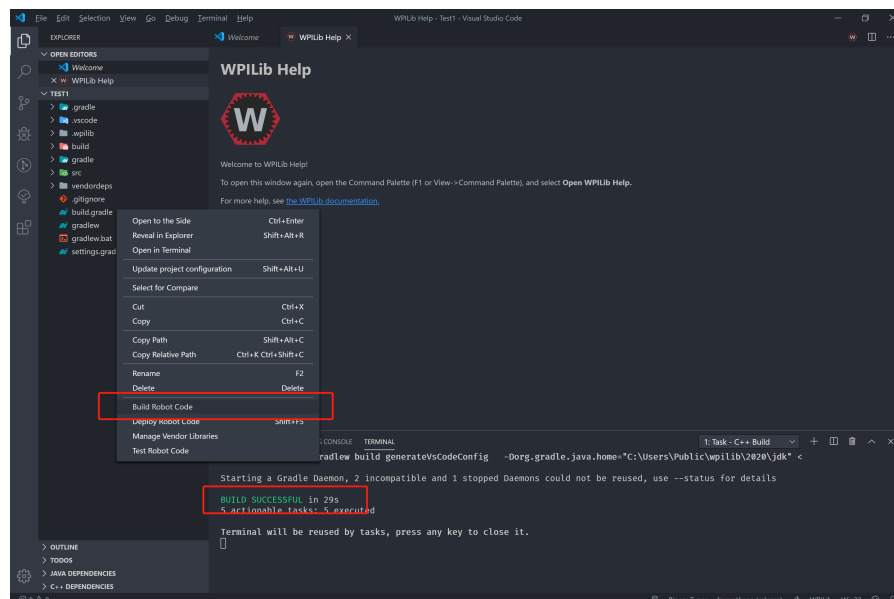 File Edit Selection View Go Debug Terminal Help
WPILib Help - Test1 - Visual Studio Code
EXPLORER
Welcome
WPILib Help
OPEN EDITORS
Welcome
WPILib Help
TEST1
.gradle
.vscode
.wpilib
build
gradle
src
vendordeps
.gitignore
build.gradle
gradlew
gradlew.bat
settings.grad
OUTLINE
TODOS
JAVA DEPENDENCIES
C++ DEPENDENCIES
WPILib Help
W
Welcome to WPILib Help!
To open this window again, open the Command Palette (F1 or View->Command Palette), and select Open WPILib Help.
For more help, see the WPILib documentation.
Open to the Side Ctrl+Enter
Reveal in Explorer Shift+Alt+R
Open in Terminal
Update project configuration Shift+Alt+U
Select for Compare
Cut Ctrl+X
Copy Ctrl+C
Copy Path Shift+Alt+C
Copy Relative Path Ctrl+K Ctrl+Shift+C
Rename F2
Delete Delete
Build Robot Code
Deploy Robot Code Shift+F5
Manage Vendor Libraries
Test Robot Code
CONSOLE TERMINAL
1: Task - C++ Build
radlew build generateVsCodeConfig -Dorg.gradle.java.home="C:\Users\Public\wpilib\2020\jdk" <
Starting a Gradle Daemon, 2 incompatible and 1 stopped Daemons could not be reused, use --status for details
BUILD SUCCESSFUL in 29s
5 actionable tasks: 5 executed
Terminal will be reused by tasks, press any key to close it.